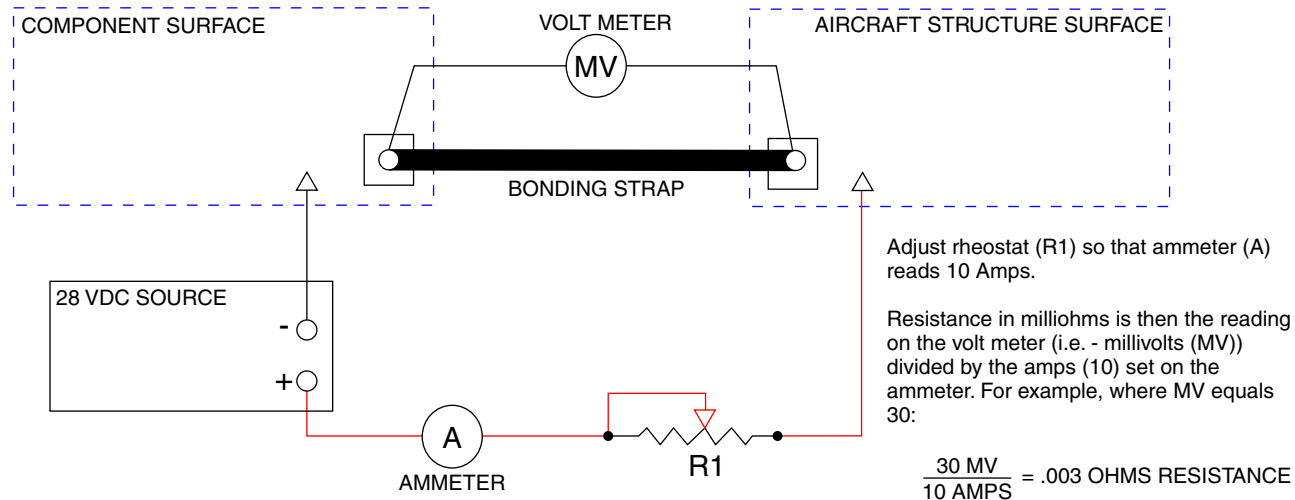 COMPONENT SURFACE
VOLT METER
AIRCRAFT STRUCTURE SURFACE
MV
BONDING STRAP
28 VDC SOURCE
-
+
A
AMMETER
R1
Adjust rheostat (R1) so that ammeter (A)
reads 10 Amps.
Resistance in milliohms is then the reading
on the volt meter (i.e. - millivolts (MV))
divided by the amps (10) set on the
ammeter. For example, where MV equals
30:
30 MV
10 AMPS
= .003 OHMS RESISTANCE